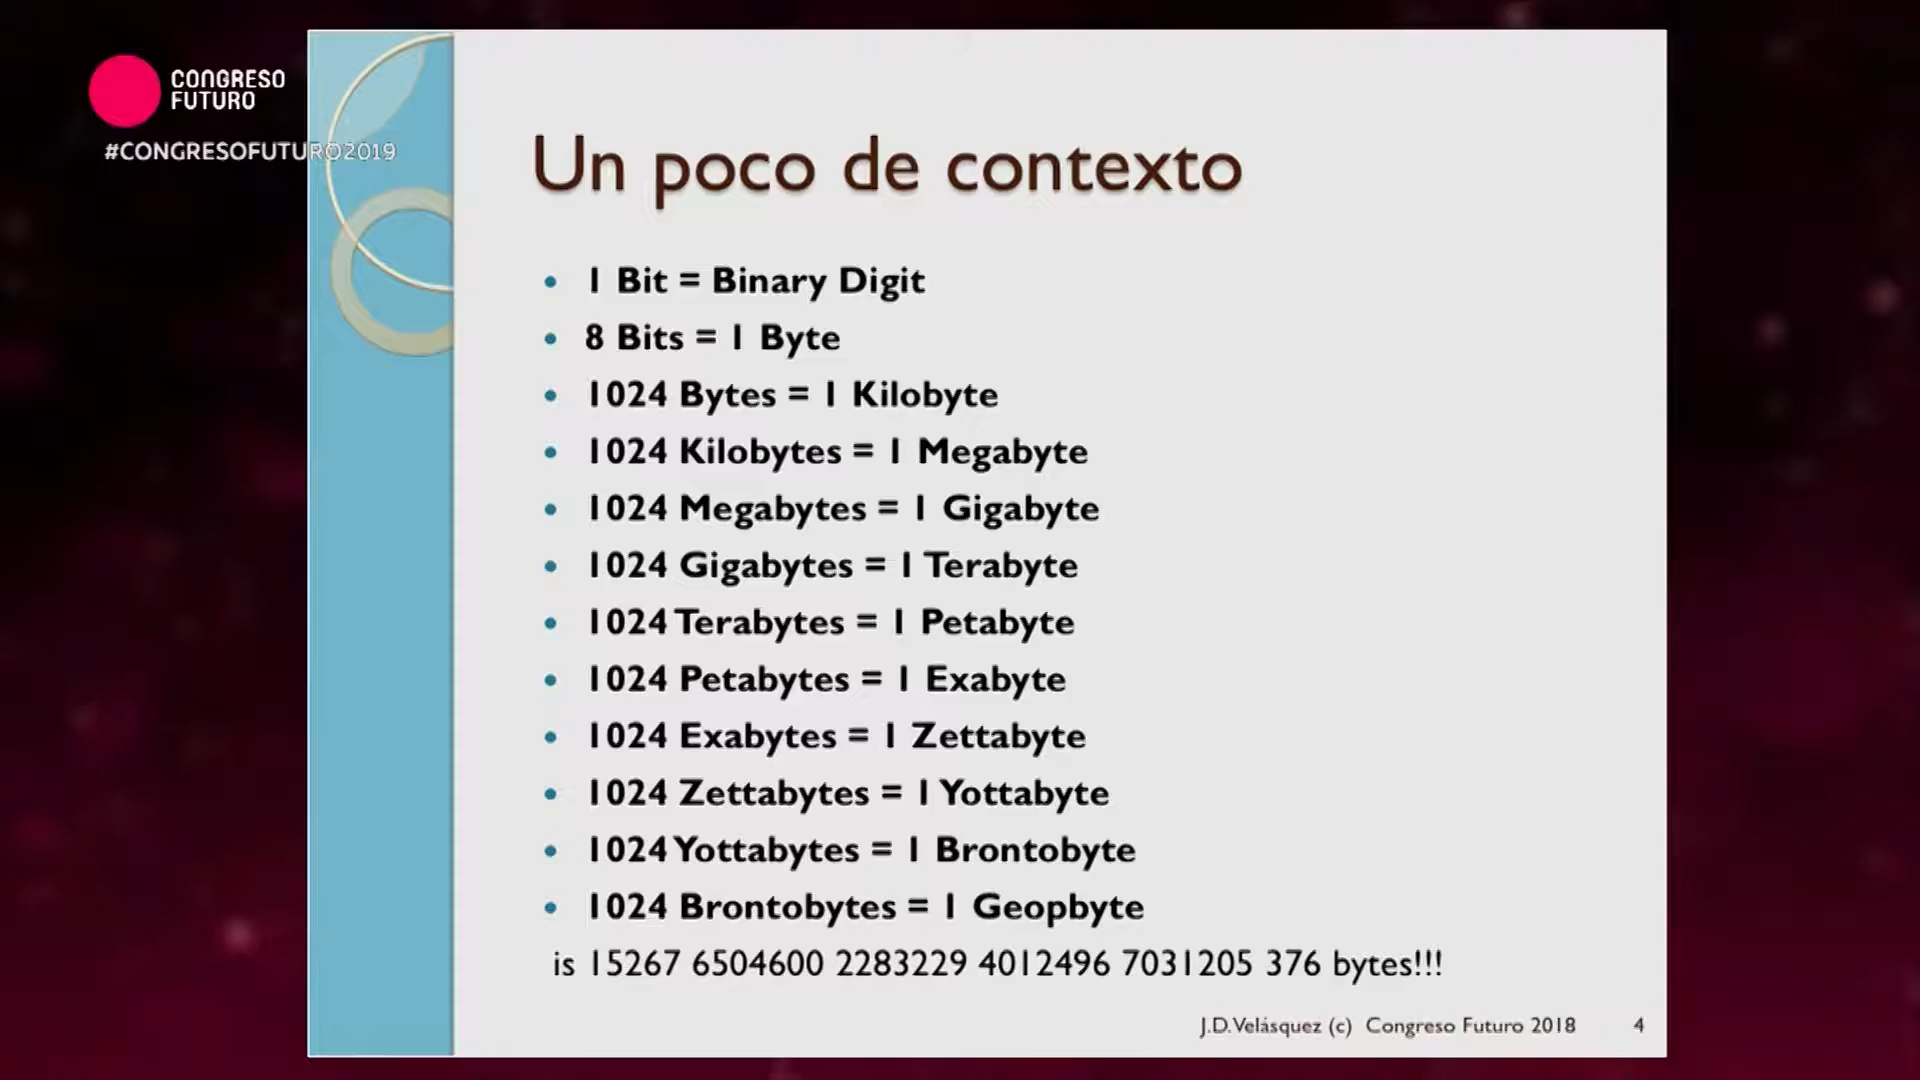 CONGRESO
FUTURO
#CONGRESOFUTURO2019
Un poco de contexto
• 1 Bit = Binary Digit
• 8 Bits = 1 Byte
• 1024 Bytes = 1 Kilobyte
• 1024 Kilobytes = 1 Megabyte
• 1024 Megabytes = 1 Gigabyte
• 1024 Gigabytes = 1 Terabyte
• 1024 Terabytes = 1 Petabyte
• 1024 Petabytes = 1 Exabyte
• 1024 Exabytes = 1 Zettabyte
• 1024 Zettabytes = 1 Yottabyte
• 1024 Yottabytes = 1 Brontobyte
• 1024 Brontobytes = 1 Geopbyte
is 15267 6504600 2283229 4012496 7031205 376 bytes!!!
J.D.Velásquez (c) Congreso Futuro 2018 4